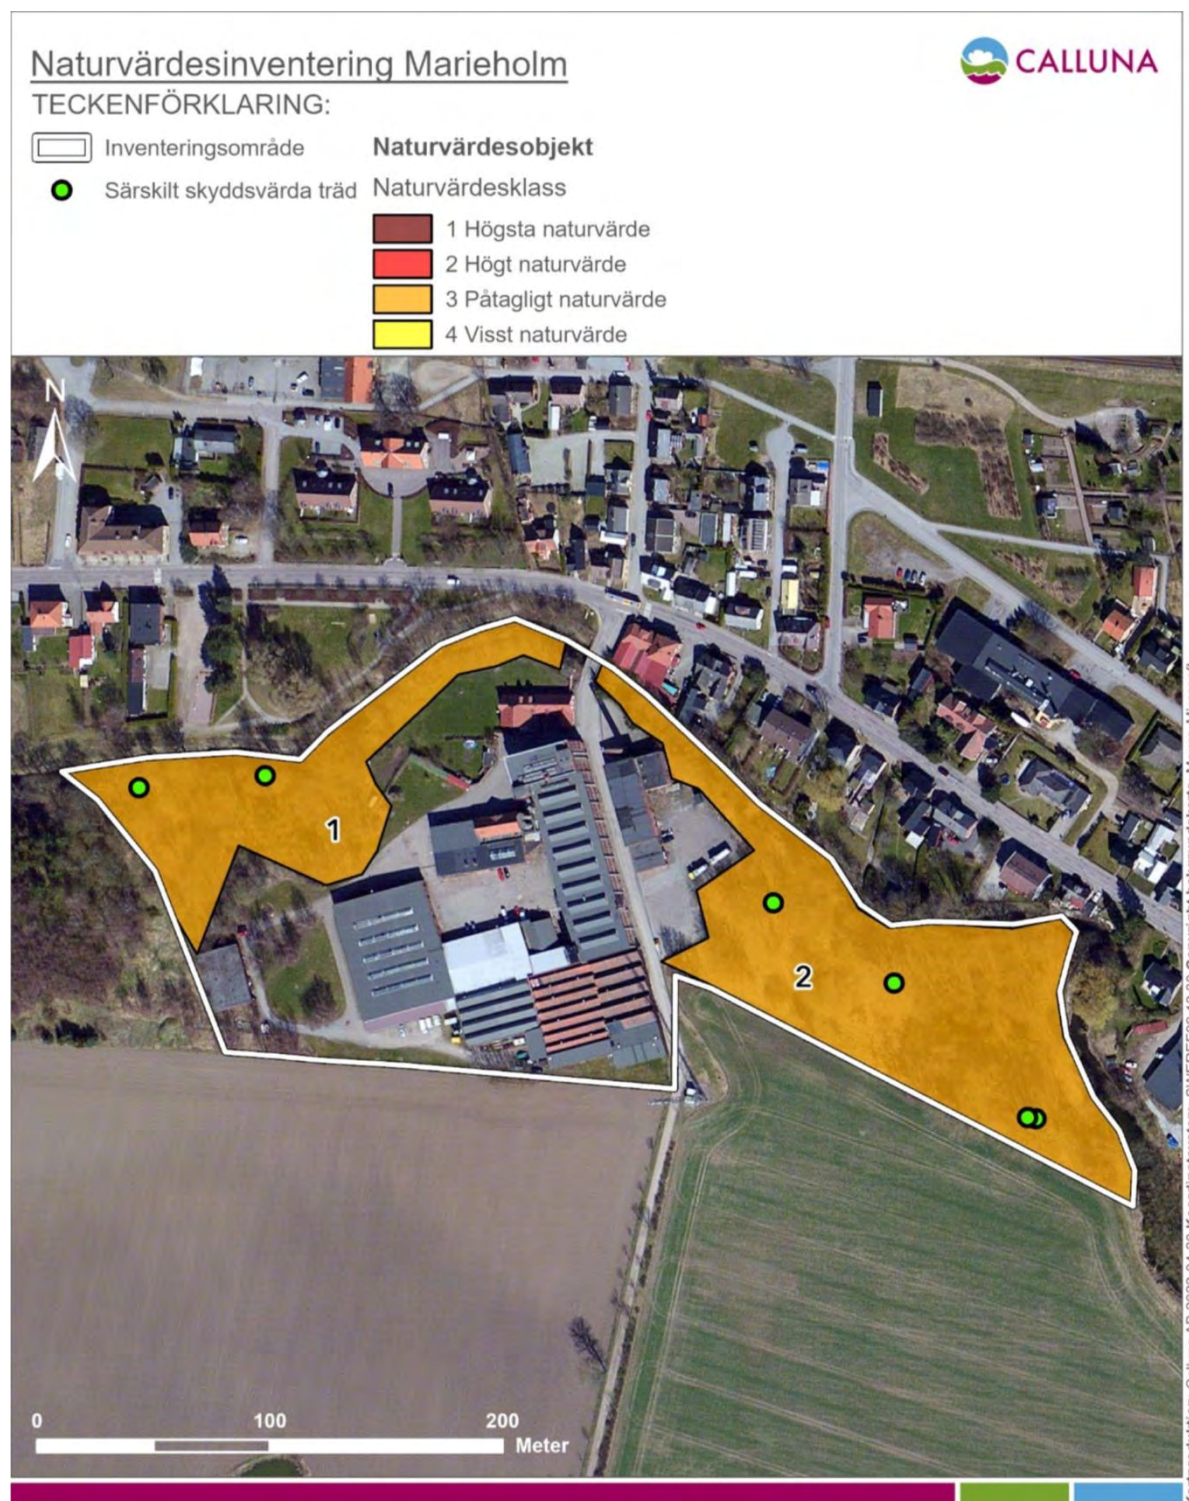 Naturvärdesinventering Marieholm
CALLUNA
TECKENFÖRKLARING:
Inventeringsområde
Särskilt skyddsvärda träd
Naturvärdesobjekt
Naturvärdesklass
1 Högsta naturvärde
2 Högt naturvärde
3 Påtagligt naturvärde
4 Visst naturvärde
N
1
2
0 100 200
Meter